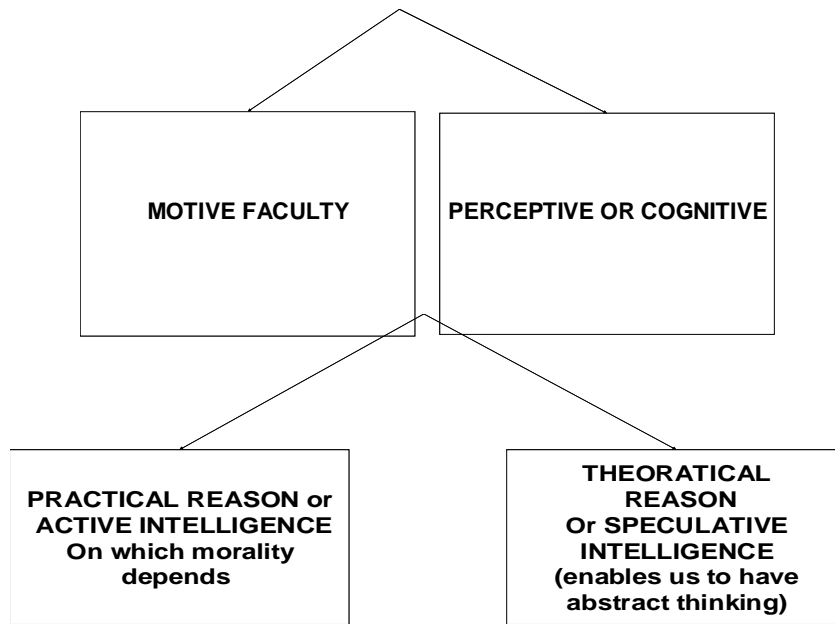 MOTIVE FACULTY
PERCEPTIVE OR COGNITIVE
PRACTICAL REASON or
ACTIVE INTELLIGENCE
On which morality
depends
THEORATICAL
REASON
Or SPECULATIVE
INTELLIGENCE
(enables us to have
abstract thinking)